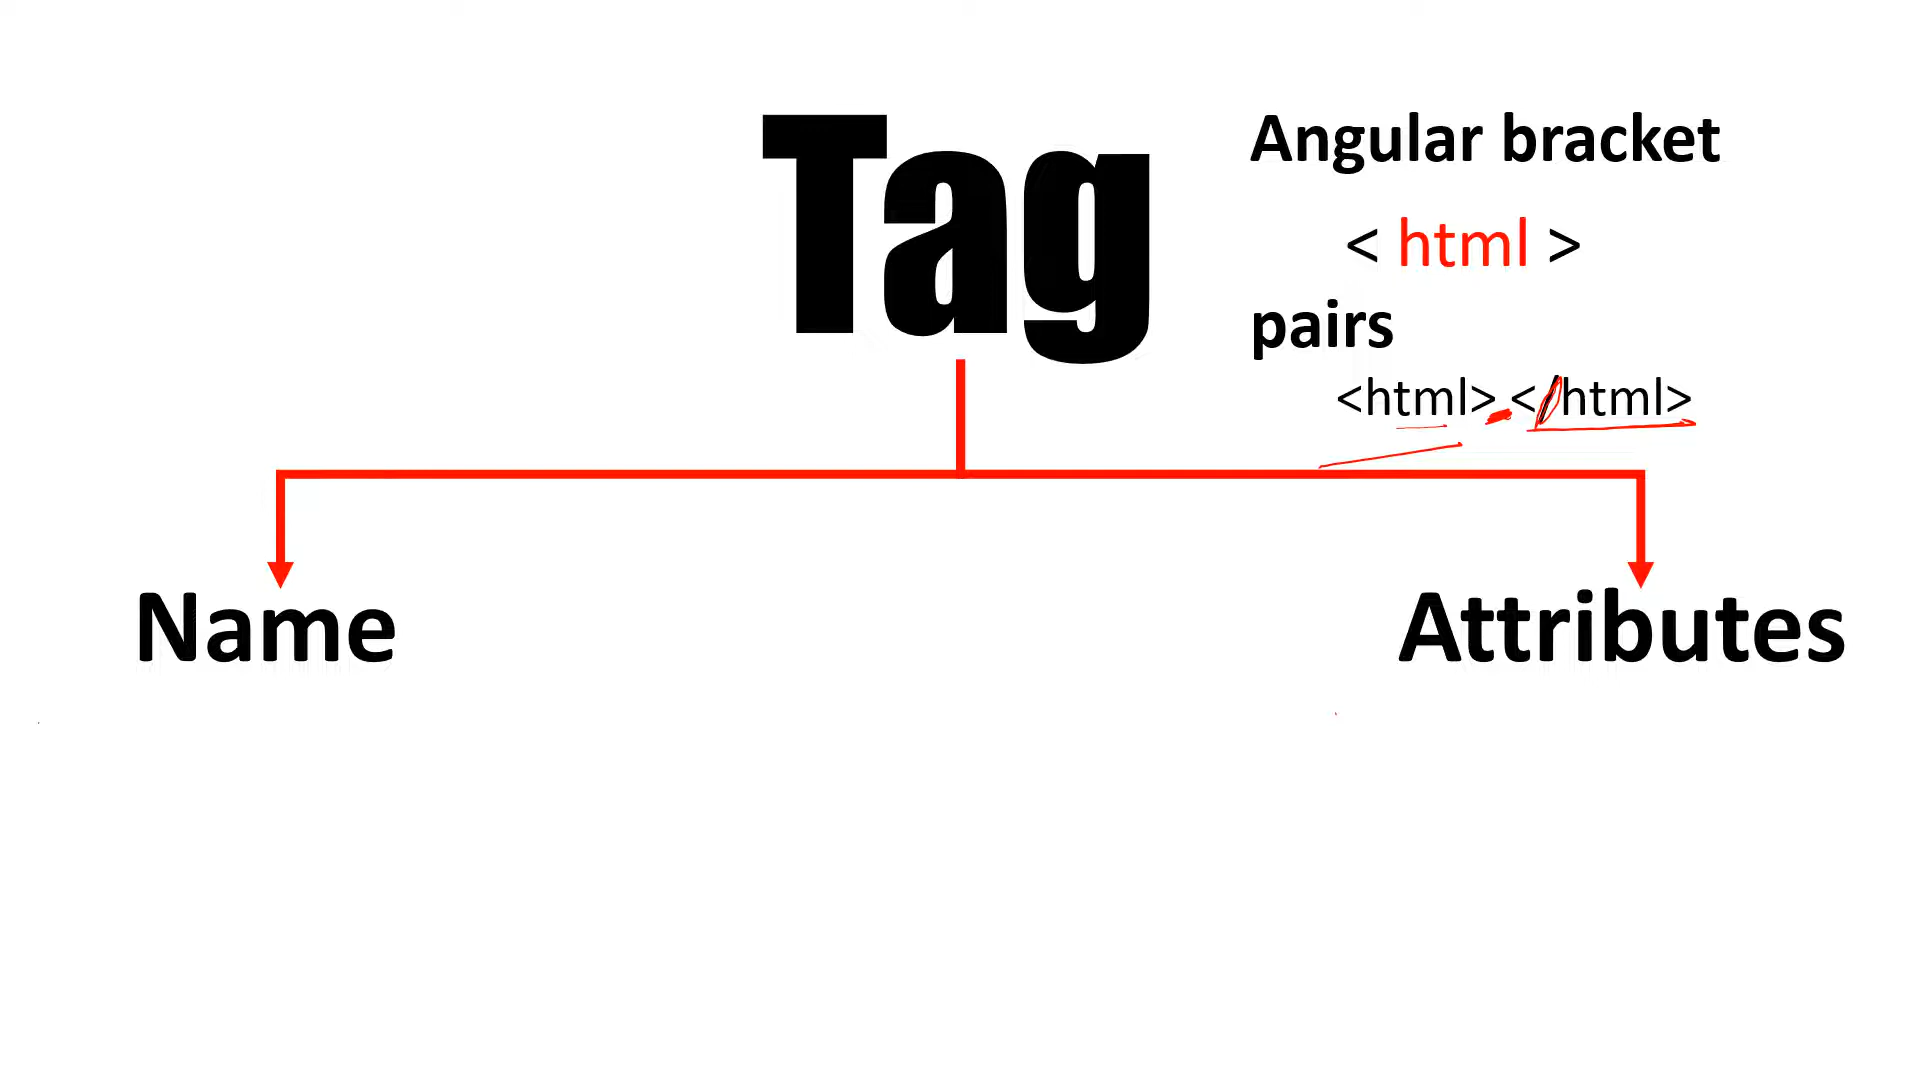 Tag
Angular bracket
< html >
pairs
<html> </html>
Name
Attributes